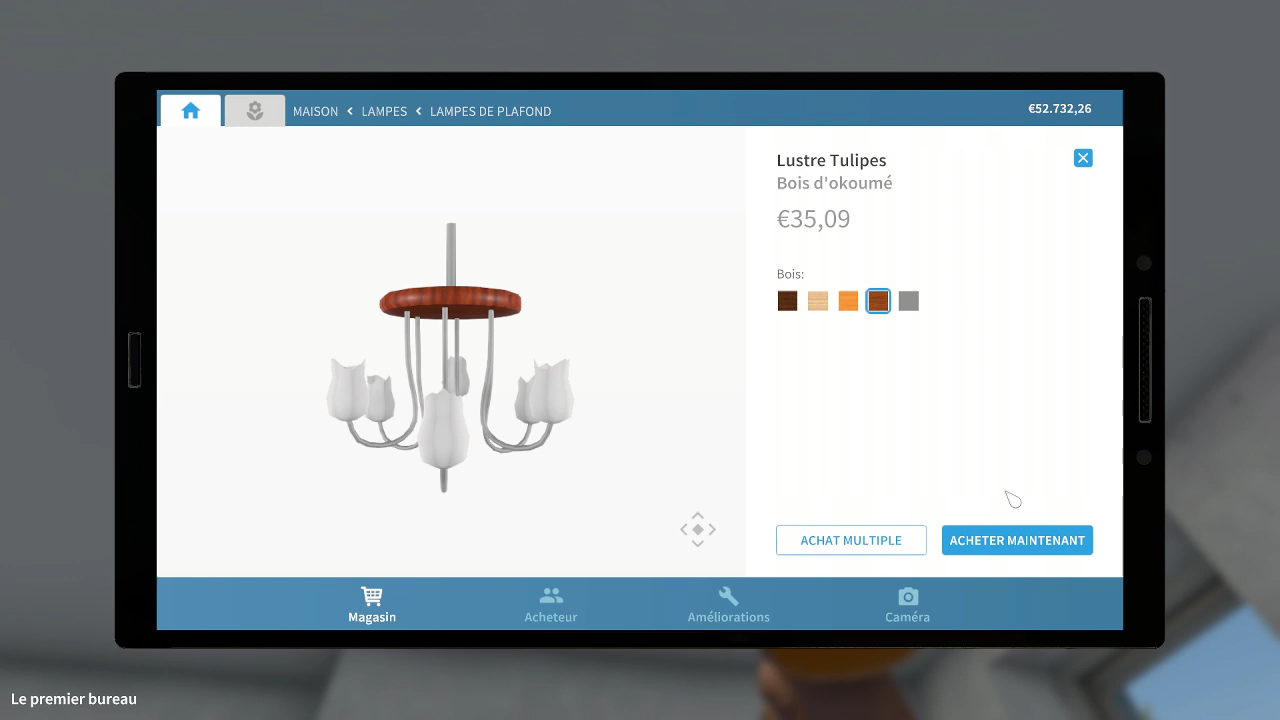 MAISON < LAMPES < LAMPES DE PLAFOND
€52.732,26
Lustre Tulipes
Bois d'okoumé
€35,09
Bois:
ACHAT MULTIPLE
ACHETER MAINTENANT
Magasin
Acheteur
Améliorations
Caméra
Le premier bureau